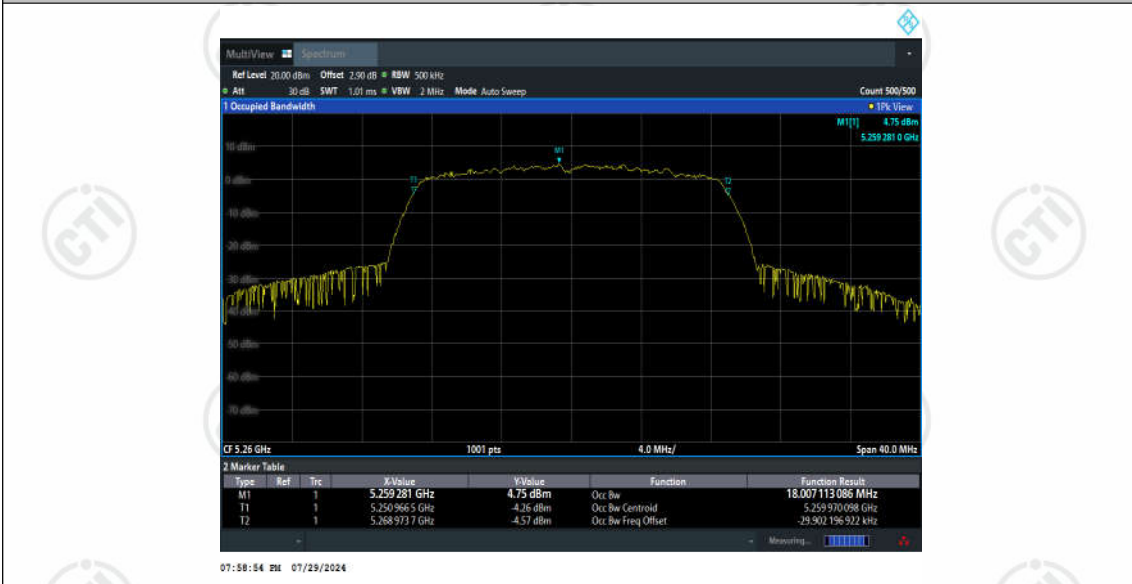 MultiView Spectrum
Ref Level 20.00 dBm Offset 2.90 dB RBW 500 kHz
Att 30 dB SWT 1.01 ms VBW 2 MHz Mode Auto Sweep Count 500/500
1 Occupied Bandwidth 1Pk View
M1[1] 4.75 dBm
5.259 281 0 GHz
10 dBm
M1
0 dBm
T1
T2
-10 dBm
-20 dBm
-30 dBm
-40 dBm
-50 dBm
-60 dBm
-70 dBm
CF 5.26 GHz 1001 pts 4.0 MHz/ Span 40.0 MHz
2 Marker Table
Type Ref Trc X-Value Y-Value Function Function Result
M1 1 5.259 281 GHz 4.75 dBm Occ Bw 18.007 113 086 MHz
T1 1 5.250 966 5 GHz -4.26 dBm Occ Bw Centroid 5.259 970 098 GHz
T2 1 5.268 973 7 GHz -4.57 dBm Occ Bw Freq Offset -29.902 196 922 kHz
Measuring...
07:58:54 PM 07/29/2024
CTI
CTI